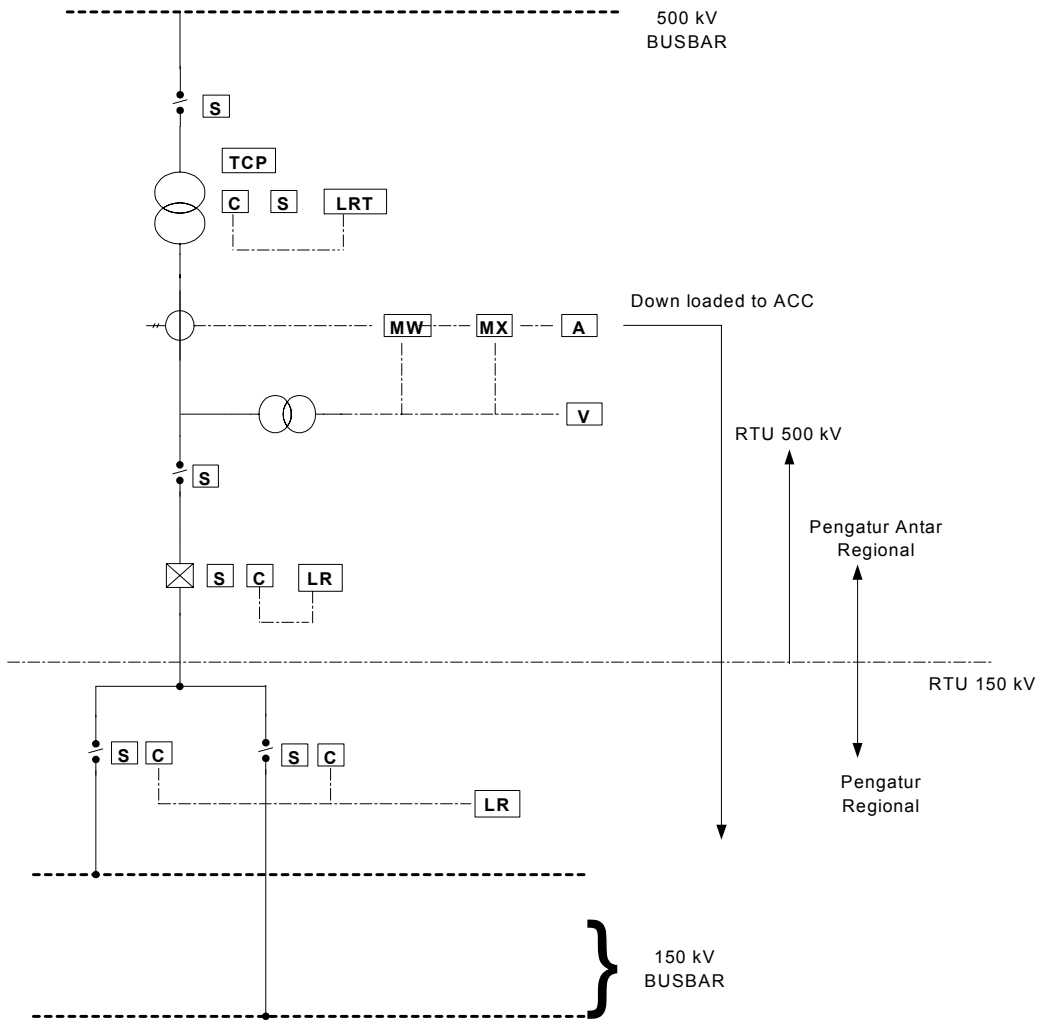 500 kV
BUSBAR
S
TCP
C S LRT
Down loaded to ACC
MW MX A
V
RTU 500 kV
S
Pengatur Antar
Regional
S C LR
RTU 150 kV
S C S C
Pengatur
Regional
LR
150 kV
BUSBAR